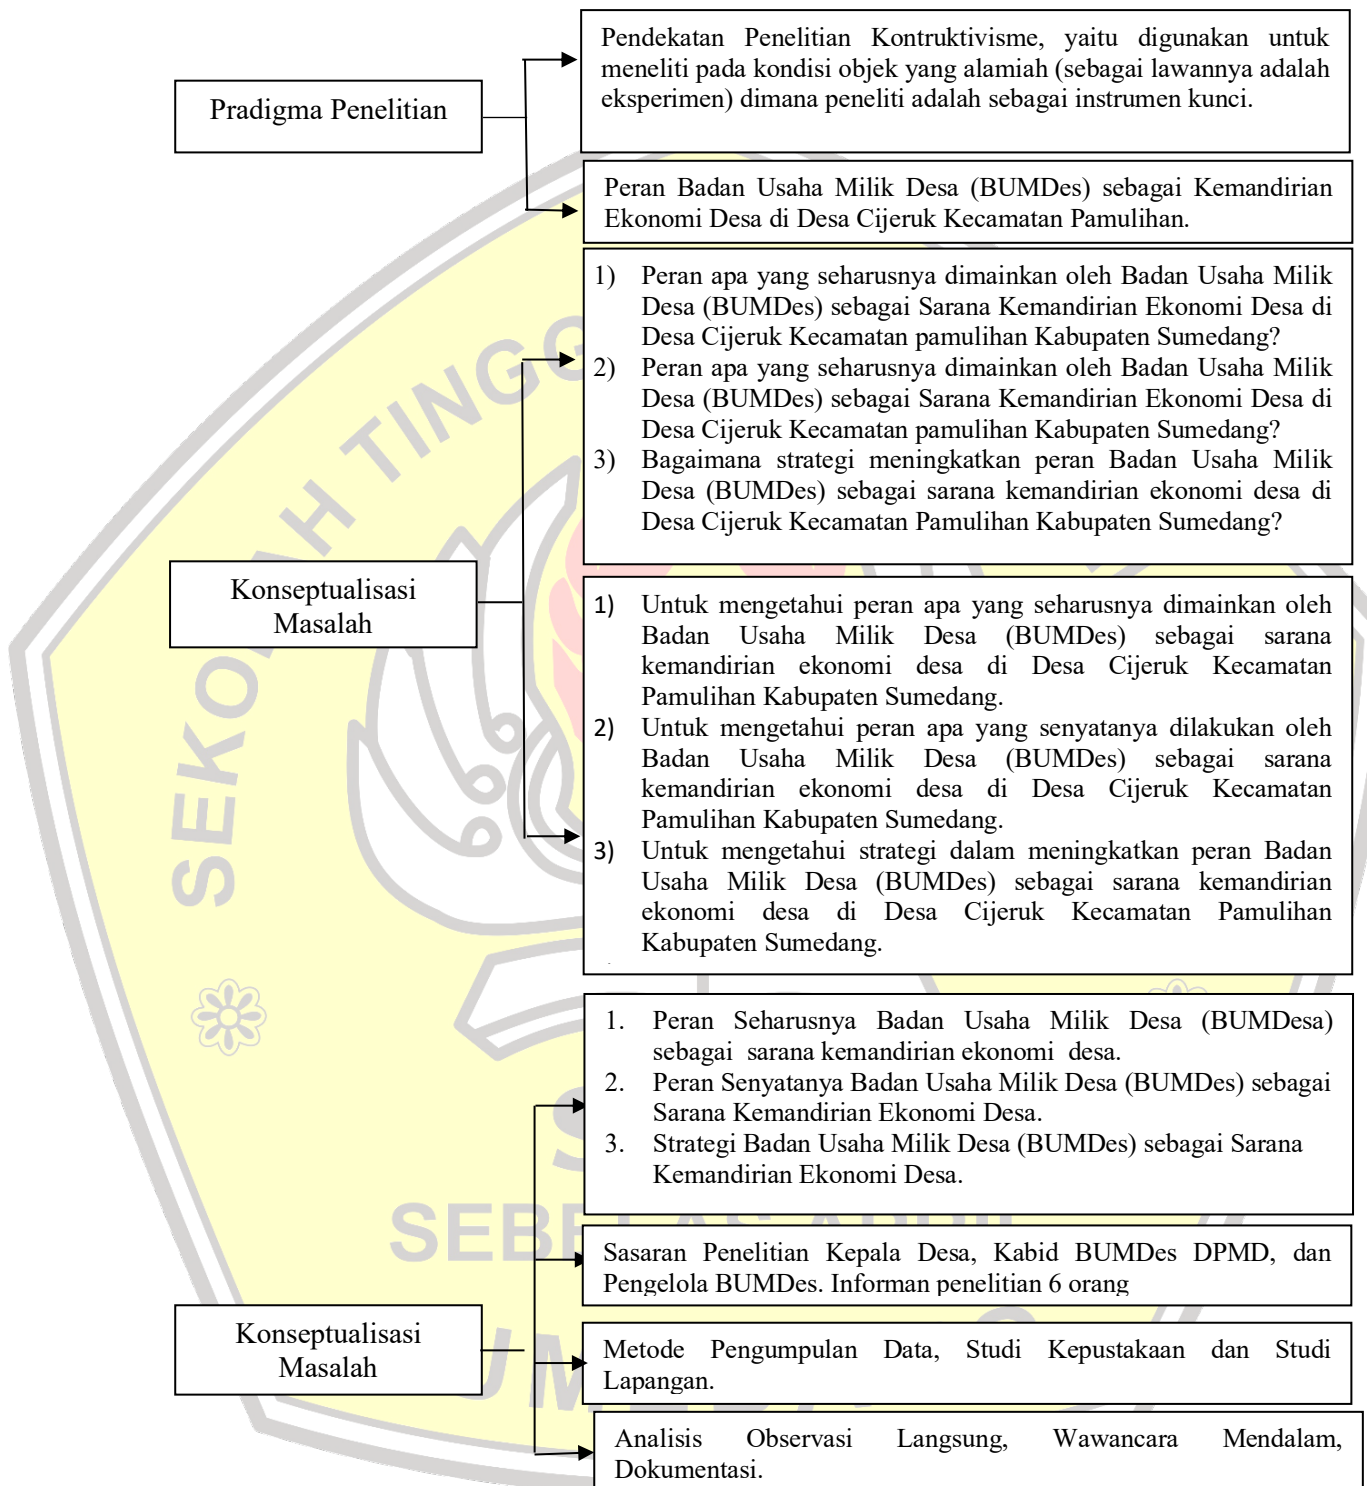 Pradigma Penelitian
Pendekatan Penelitian Kontruktivisme, yaitu digunakan untuk
meneliti pada kondisi objek yang alamiah (sebagai lawannya adalah
eksperimen) dimana peneliti adalah sebagai instrumen kunci.
Peran Badan Usaha Milik Desa (BUMDes) sebagai Kemandirian
Ekonomi Desa di Desa Cijeruk Kecamatan Pamulihan.
Konseptualisasi
Masalah
1) Peran apa yang seharusnya dimainkan oleh Badan Usaha Milik
Desa (BUMDes) sebagai Sarana Kemandirian Ekonomi Desa di
Desa Cijeruk Kecamatan pamulihan Kabupaten Sumedang?
2) Peran apa yang seharusnya dimainkan oleh Badan Usaha Milik
Desa (BUMDes) sebagai Sarana Kemandirian Ekonomi Desa di
Desa Cijeruk Kecamatan pamulihan Kabupaten Sumedang?
3) Bagaimana strategi meningkatkan peran Badan Usaha Milik
Desa (BUMDes) sebagai sarana kemandirian ekonomi desa di
Desa Cijeruk Kecamatan Pamulihan Kabupaten Sumedang?
1) Untuk mengetahui peran apa yang seharusnya dimainkan oleh
Badan Usaha Milik Desa (BUMDes) sebagai sarana
kemandirian ekonomi desa di Desa Cijeruk Kecamatan
Pamulihan Kabupaten Sumedang.
2) Untuk mengetahui peran apa yang senyatanya dilakukan oleh
Badan Usaha Milik Desa (BUMDes) sebagai sarana
kemandirian ekonomi desa di Desa Cijeruk Kecamatan
Pamulihan Kabupaten Sumedang.
3) Untuk mengetahui strategi dalam meningkatkan peran Badan
Usaha Milik Desa (BUMDes) sebagai sarana kemandirian
ekonomi desa di Desa Cijeruk Kecamatan Pamulihan
Kabupaten Sumedang.
Konseptualisasi
Masalah
1. Peran Seharusnya Badan Usaha Milik Desa (BUMDesa)
sebagai sarana kemandirian ekonomi desa.
2. Peran Senyatanya Badan Usaha Milik Desa (BUMDes) sebagai
Sarana Kemandirian Ekonomi Desa.
3. Strategi Badan Usaha Milik Desa (BUMDes) sebagai Sarana
Kemandirian Ekonomi Desa.
Sasaran Penelitian Kepala Desa, Kabid BUMDes DPMD, dan
Pengelola BUMDes. Informan penelitian 6 orang
Metode Pengumpulan Data, Studi Kepustakaan dan Studi
Lapangan.
Analisis Observasi Langsung, Wawancara Mendalam,
Dokumentasi.